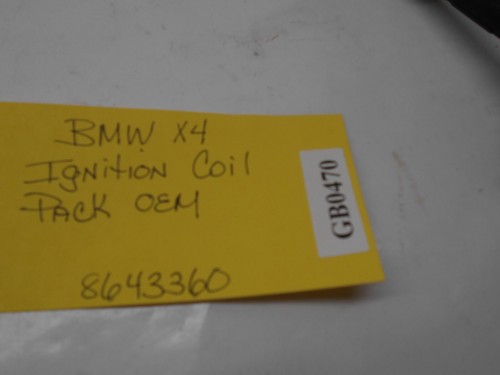 BMW X4
Ignition Coil
Pack OEM
8643360
GB0470